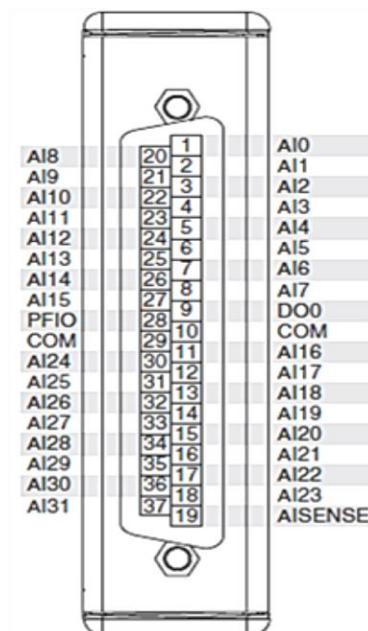 1 AI0
AI8 20
2 AI1
AI9 21
3 AI2
AI10 22
4 AI3
AI11 23
5 AI4
AI12 24
6 AI5
AI13 25
7 AI6
AI14 26
8 AI7
AI15 27
9 DO0
PFIO 28
10 COM
COM 29
11 AI16
AI24 30
12 AI17
AI25 31
13 AI18
AI26 32
14 AI19
AI27 33
15 AI20
AI28 34
16 AI21
AI29 35
17 AI22
AI30 36
18 AI23
AI31 37
19 AISENSE